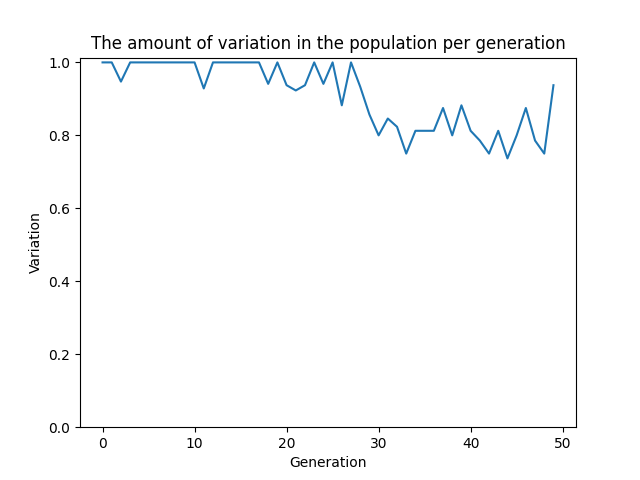 The amount of variation in the population per generation
1.0
0.8
0.6
0.4
0.2
0.0
Variation
0 10 20 30 40 50
Generation